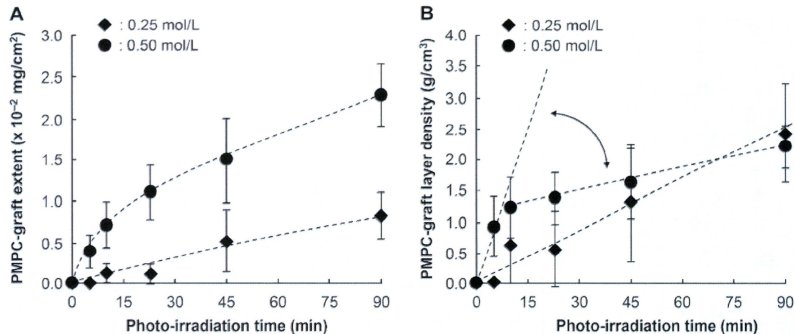 A
◆ : 0.25 mol/L
● : 0.50 mol/L
PMPC-graft extent (x 10⁻² mg/cm²)
3.0
2.5
2.0
1.5
1.0
0.5
0.0
0 15 30 45 60 75 90
Photo-irradiation time (min)
B
◆ : 0.25 mol/L
● : 0.50 mol/L
PMPC-graft layer density (g/cm³)
4.0
3.5
3.0
2.5
2.0
1.5
1.0
0.5
0.0
0 15 30 45 60 75 90
Photo-irradiation time (min)